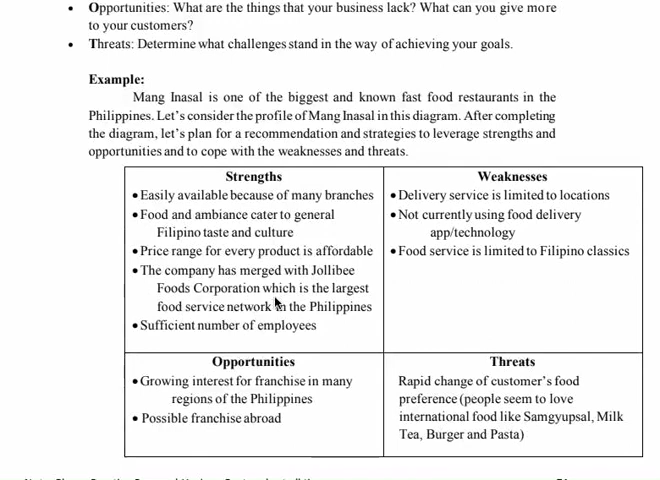 • Opportunities: What are the things that your business lack? What can you give more
to your customers?
• Threats: Determine what challenges stand in the way of achieving your goals.
Example:
Mang Inasal is one of the biggest and known fast food restaurants in the
Philippines. Let's consider the profile of Mang Inasal in this diagram. After completing
the diagram, let's plan for a recommendation and strategies to leverage strengths and
opportunities and to cope with the weaknesses and threats.
Strengths
• Easily available because of many branches
• Food and ambiance cater to general
Filipino taste and culture
• Price range for every product is affordable
• The company has merged with Jollibee
Foods Corporation which is the largest
food service network in the Philippines
• Sufficient number of employees
Weaknesses
• Delivery service is limited to locations
• Not currently using food delivery
app/technology
• Food service is limited to Filipino classics
Opportunities
• Growing interest for franchise in many
regions of the Philippines
• Possible franchise abroad
Threats
Rapid change of customer's food
preference (people seem to love
international food like Samgyupsal, Milk
Tea, Burger and Pasta)